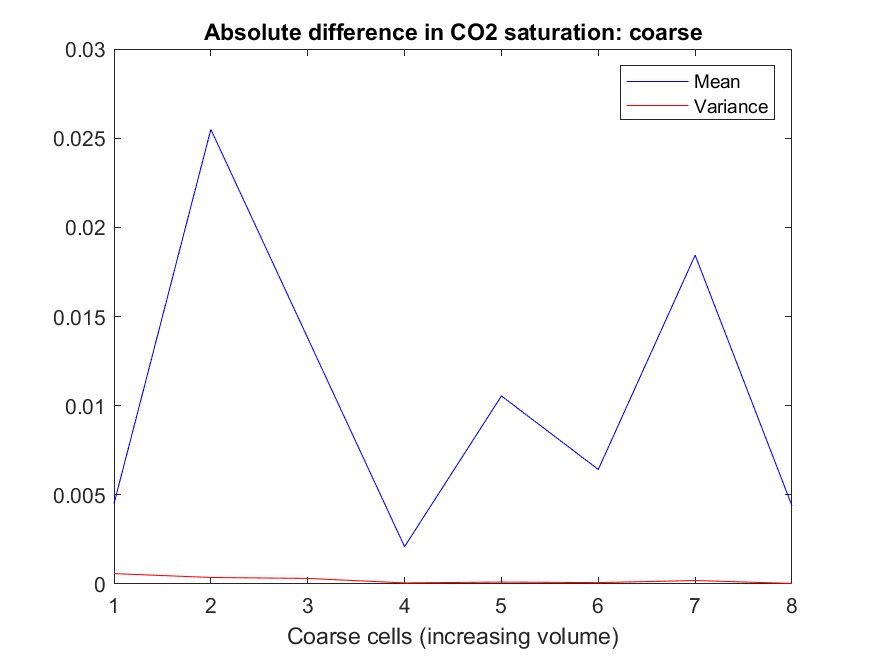 Absolute difference in CO2 saturation: coarse
0.03
0.025
0.02
0.015
0.01
0.005
0
Mean
Variance
1 2 3 4 5 6 7 8
Coarse cells (increasing volume)